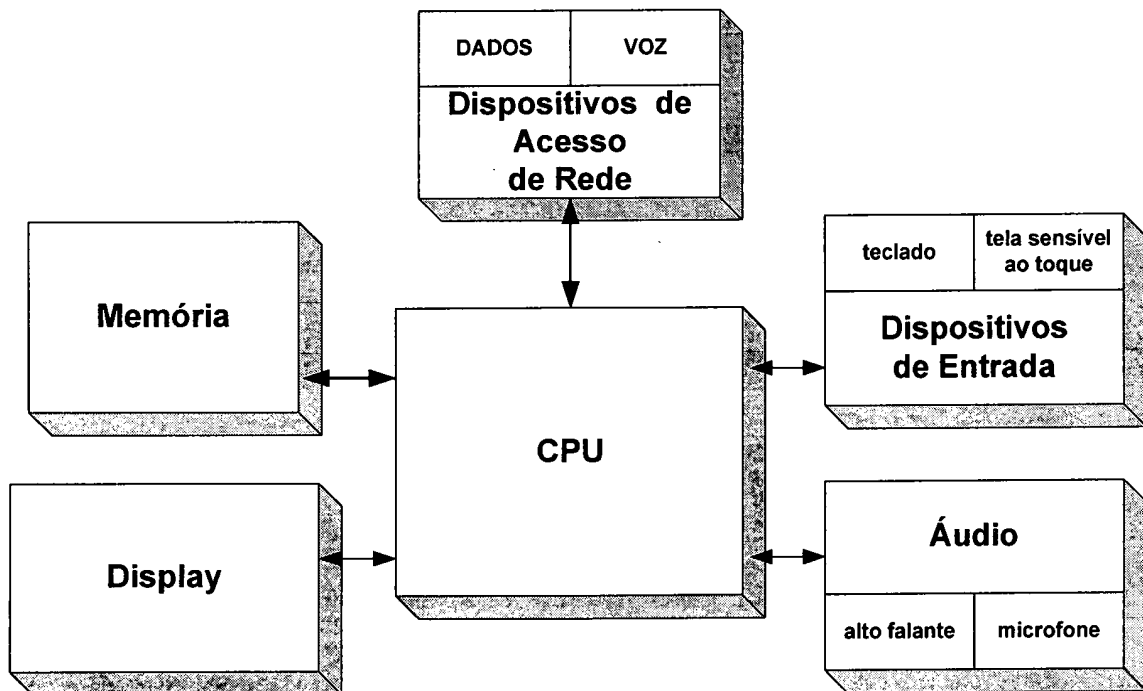 DADOS
VOZ
Dispositivos de
Acesso
de Rede
Memória
teclado
tela sensível
ao toque
Dispositivos
de Entrada
CPU
Display
Áudio
alto falante
microfone